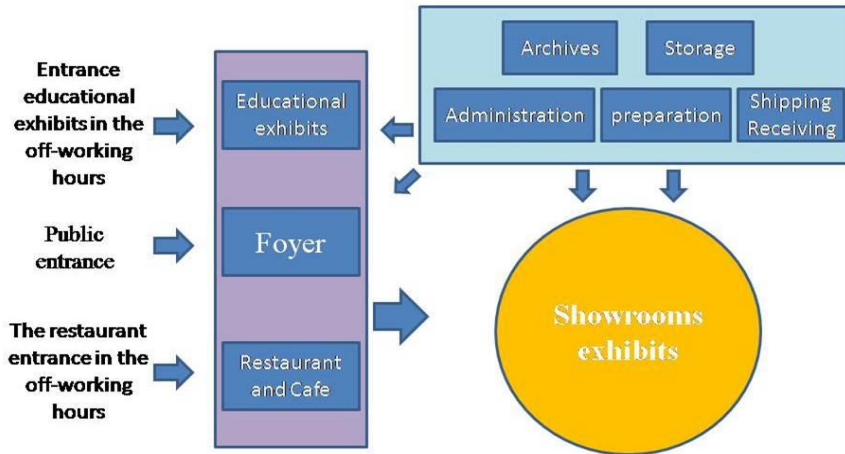 Archives
Storage
Administration
preparation
Shipping
Receiving
Entrance
educational
exhibits in the
off-working
hours
Educational
exhibits
Public
entrance
Foyer
The restaurant
entrance in the
off-working
hours
Restaurant
and Cafe
Showrooms
exhibits